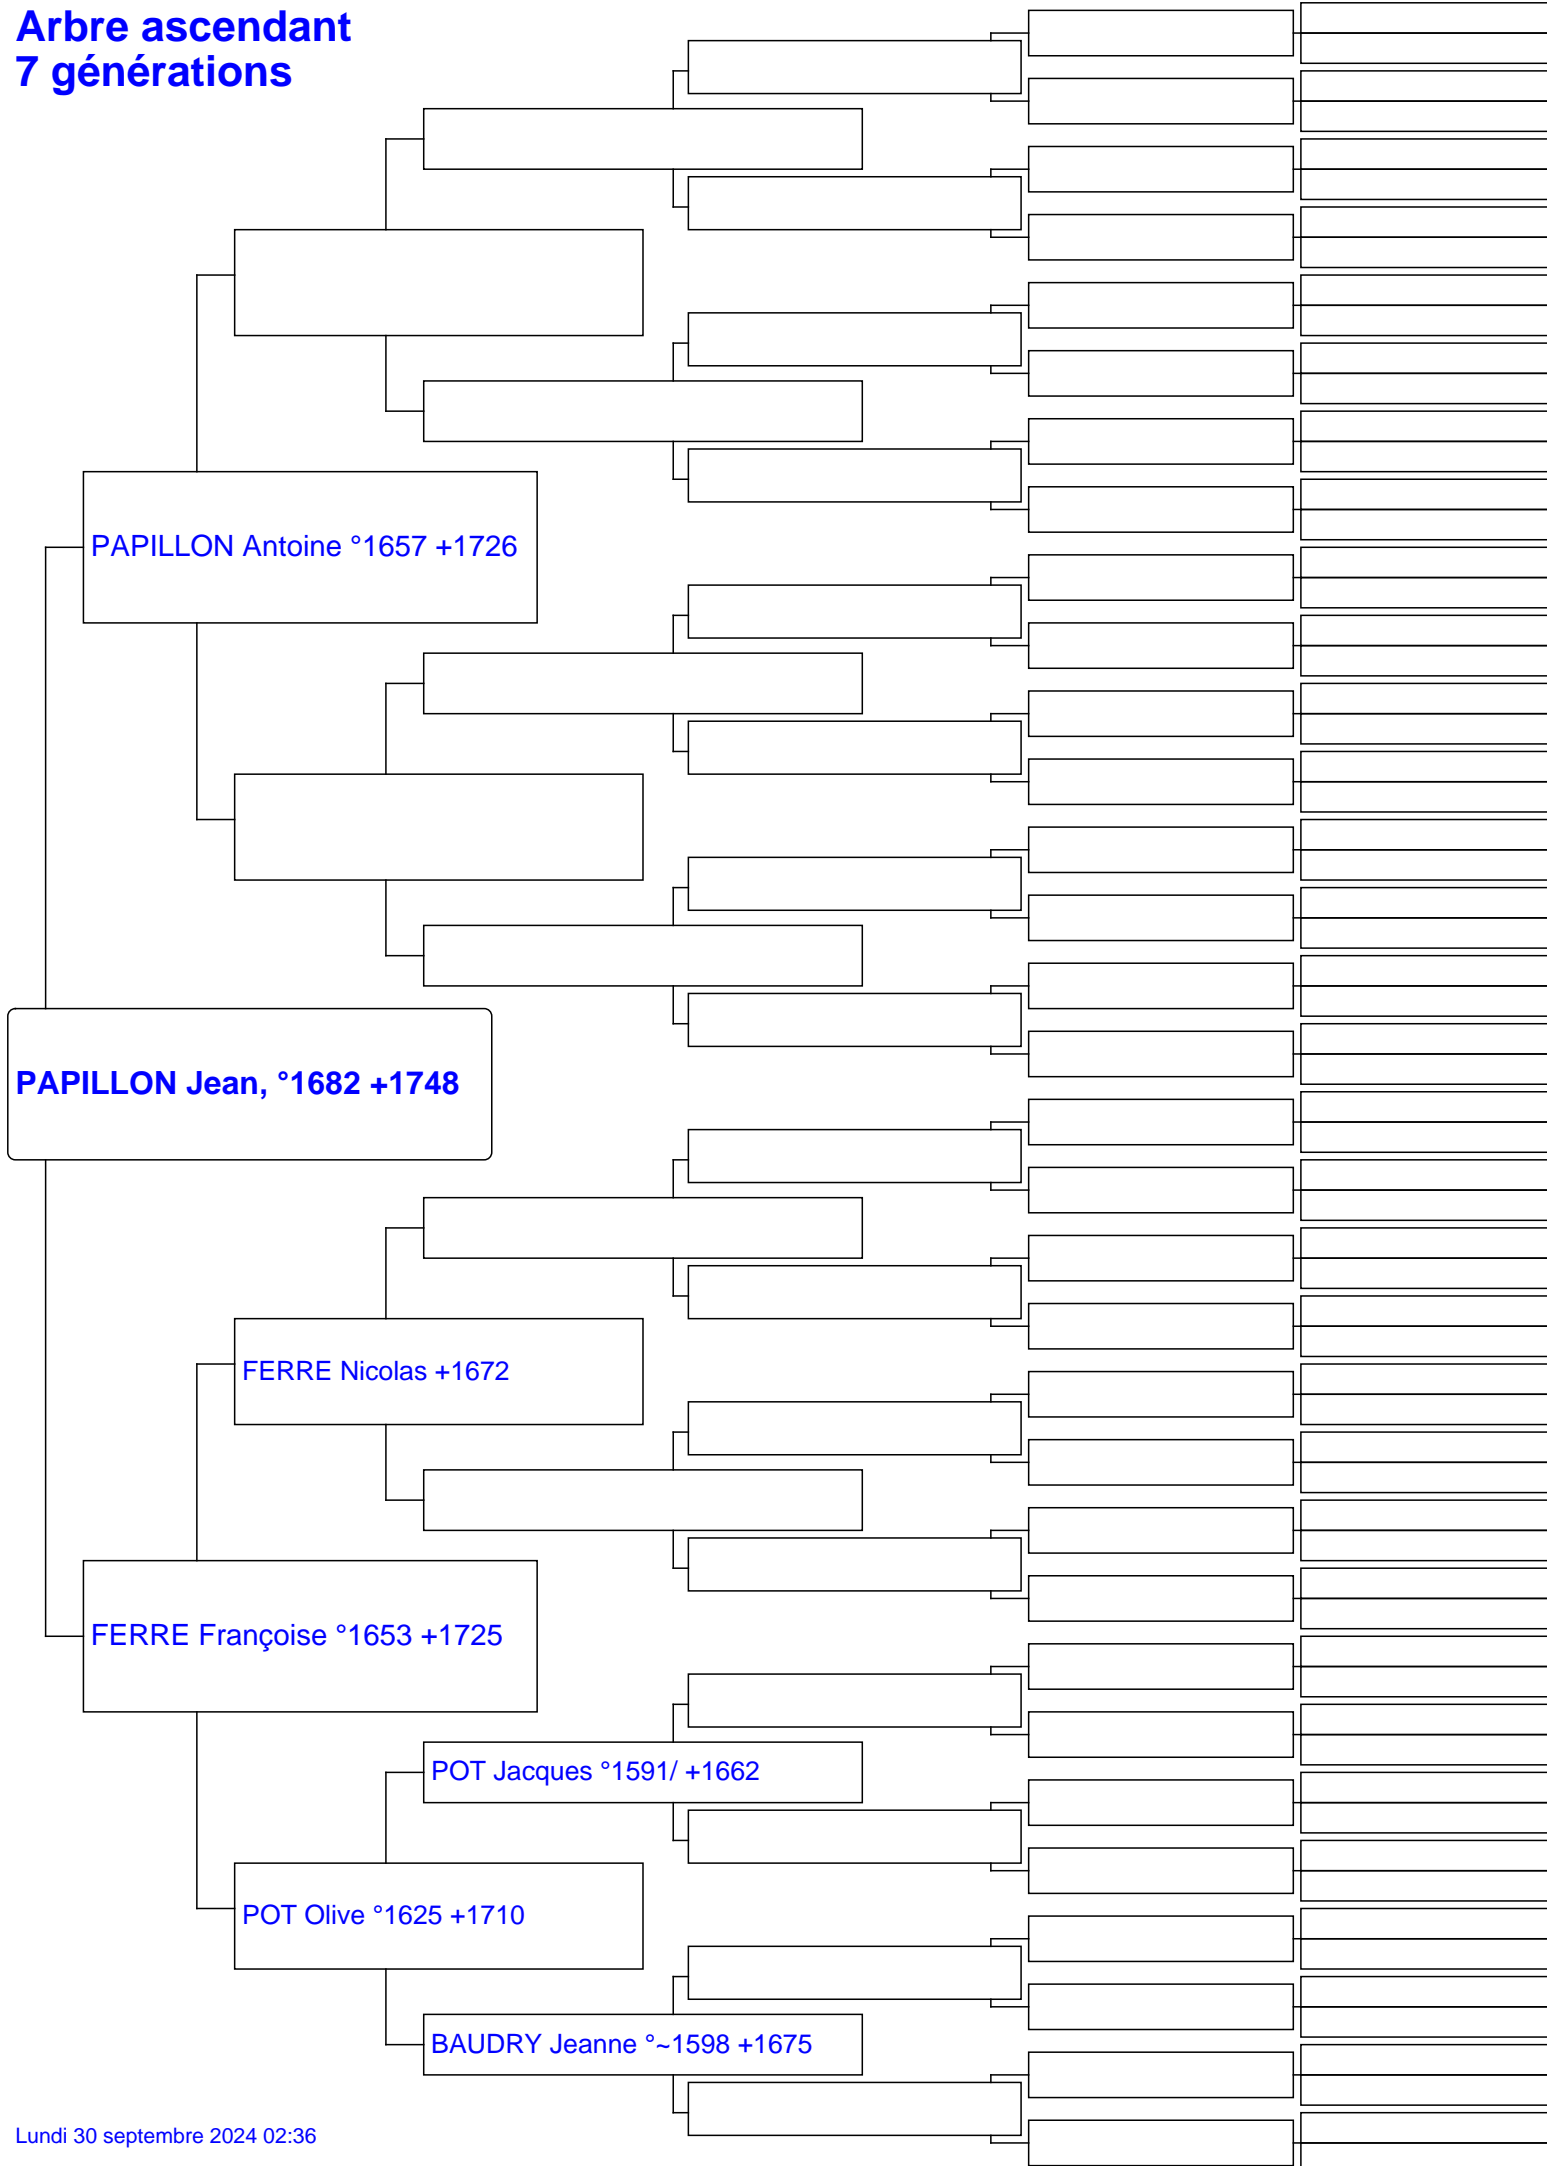 Arbre ascendant
7 générations
PAPILLON Antoine °1657 +1726
PAPILLON Jean, °1682 +1748
FERRE Nicolas +1672
FERRE Françoise °1653 +1725
POT Jacques °1591/ +1662
POT Olive °1625 +1710
BAUDRY Jeanne °~1598 +1675
Lundi 30 septembre 2024 02:36